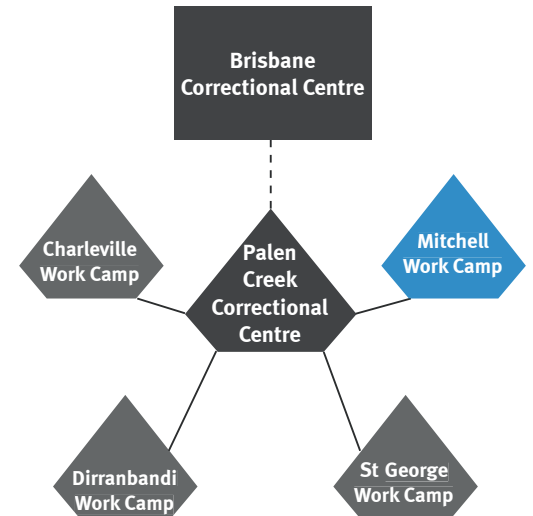 Brisbane
Correctional Centre
Charleville
Work Camp
Palen
Creek
Correctional
Centre
Mitchell
Work Camp
Dirranbandi
Work Camp
St George
Work Camp